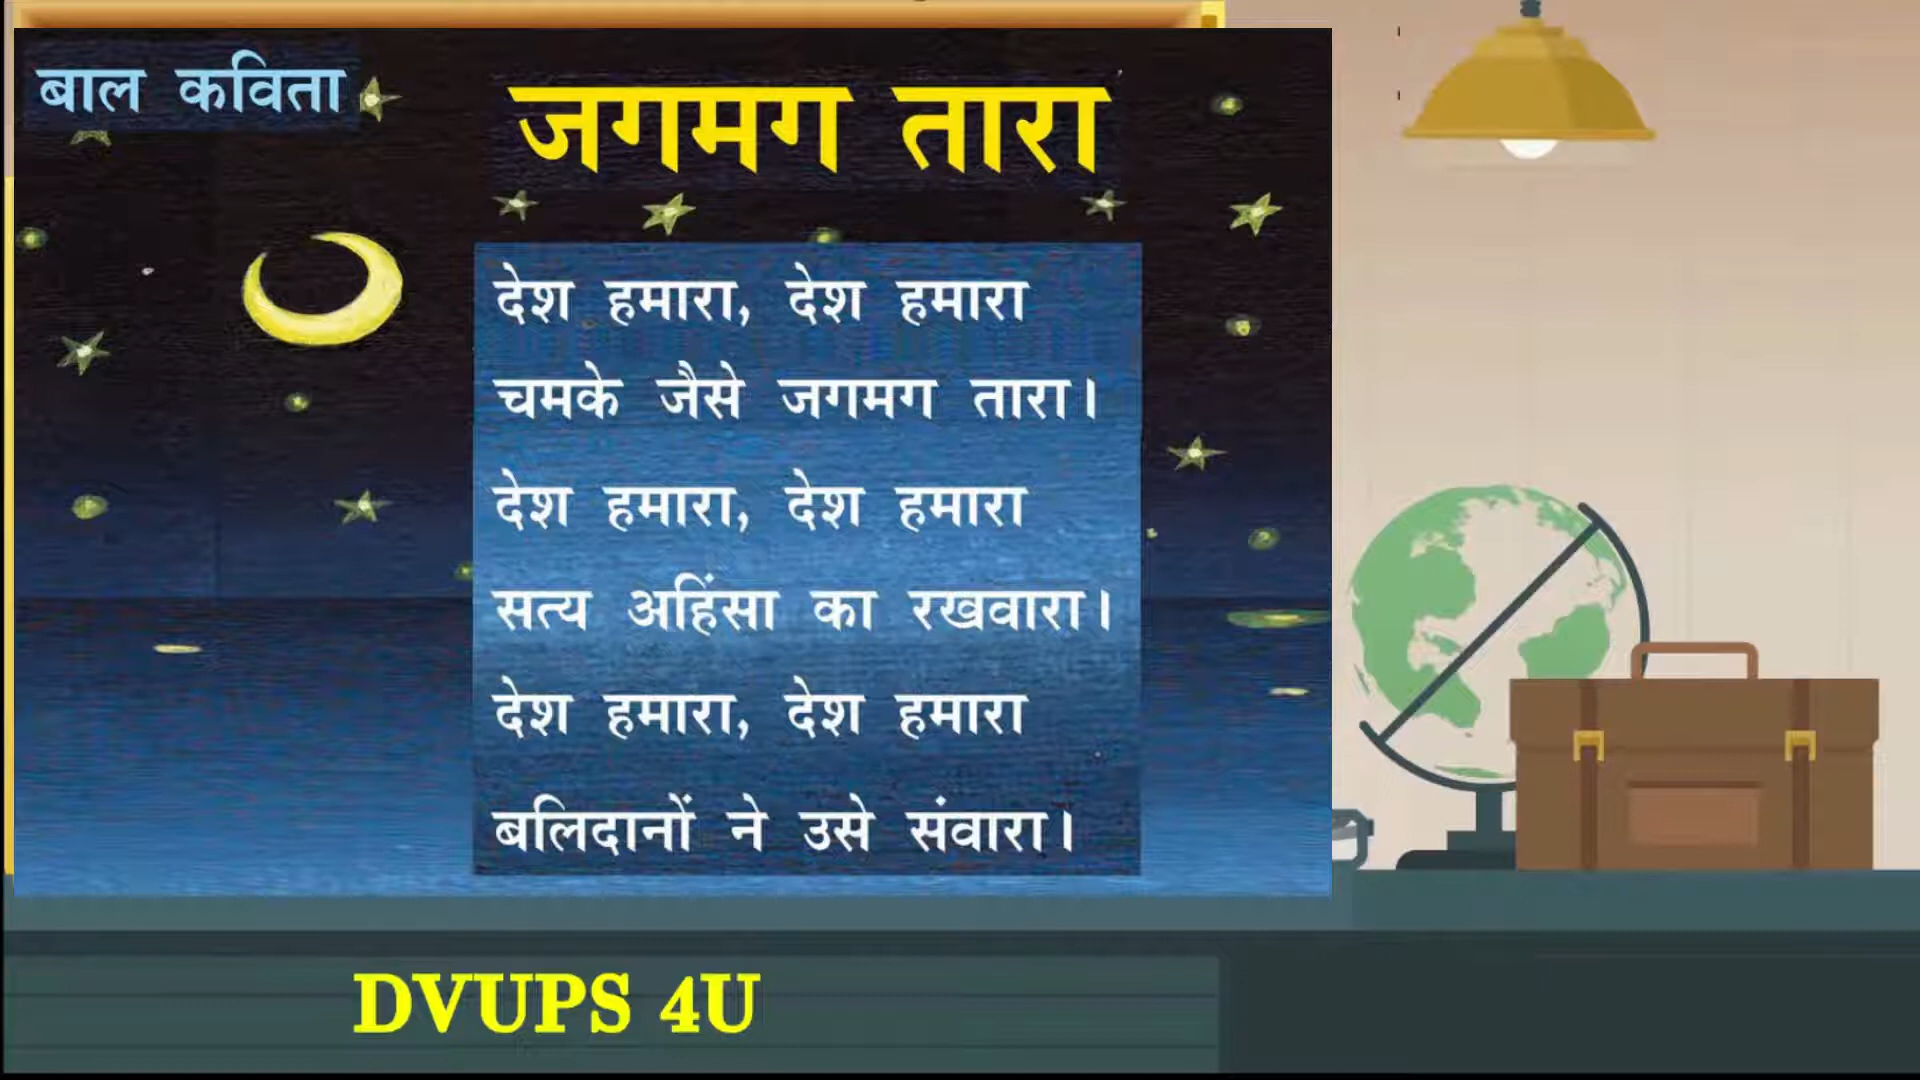 बाल कविता
जगमग तारा
देश हमारा, देश हमारा
चमके जैसे जगमग तारा।
देश हमारा, देश हमारा
सत्य अहिंसा का रखवारा।
देश हमारा, देश हमारा
बलिदानों ने उसे संवारा।
DVUPS 4U